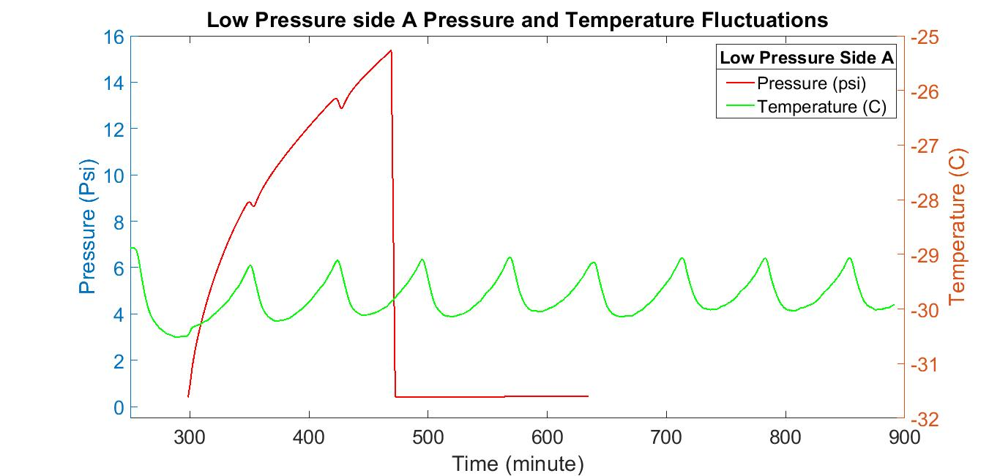 Low Pressure side A Pressure and Temperature Fluctuations
Low Pressure Side A
Pressure (psi)
Temperature (C)
Pressure (Psi)
16
14
12
10
8
6
4
2
0
-25
-26
-27
-28
-29
-30
-31
-32
Temperature (C)
300 400 500 600 700 800 900
Time (minute)